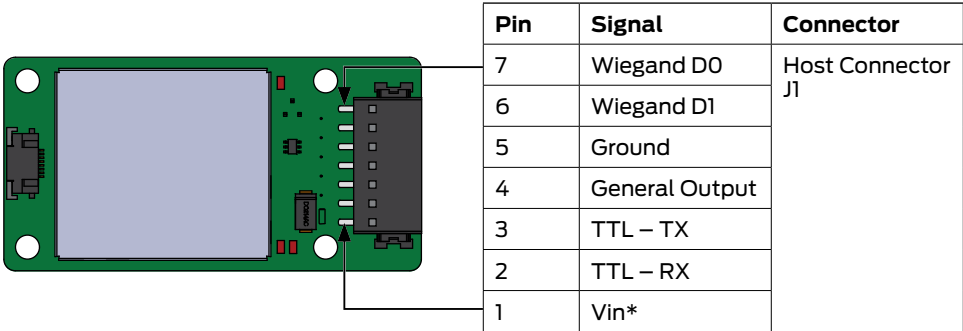 Pin Signal Connector
7 Wiegand D0 Host Connector
J1
6 Wiegand D1
5 Ground
4 General Output
3 TTL – TX
2 TTL – RX
1 Vin*